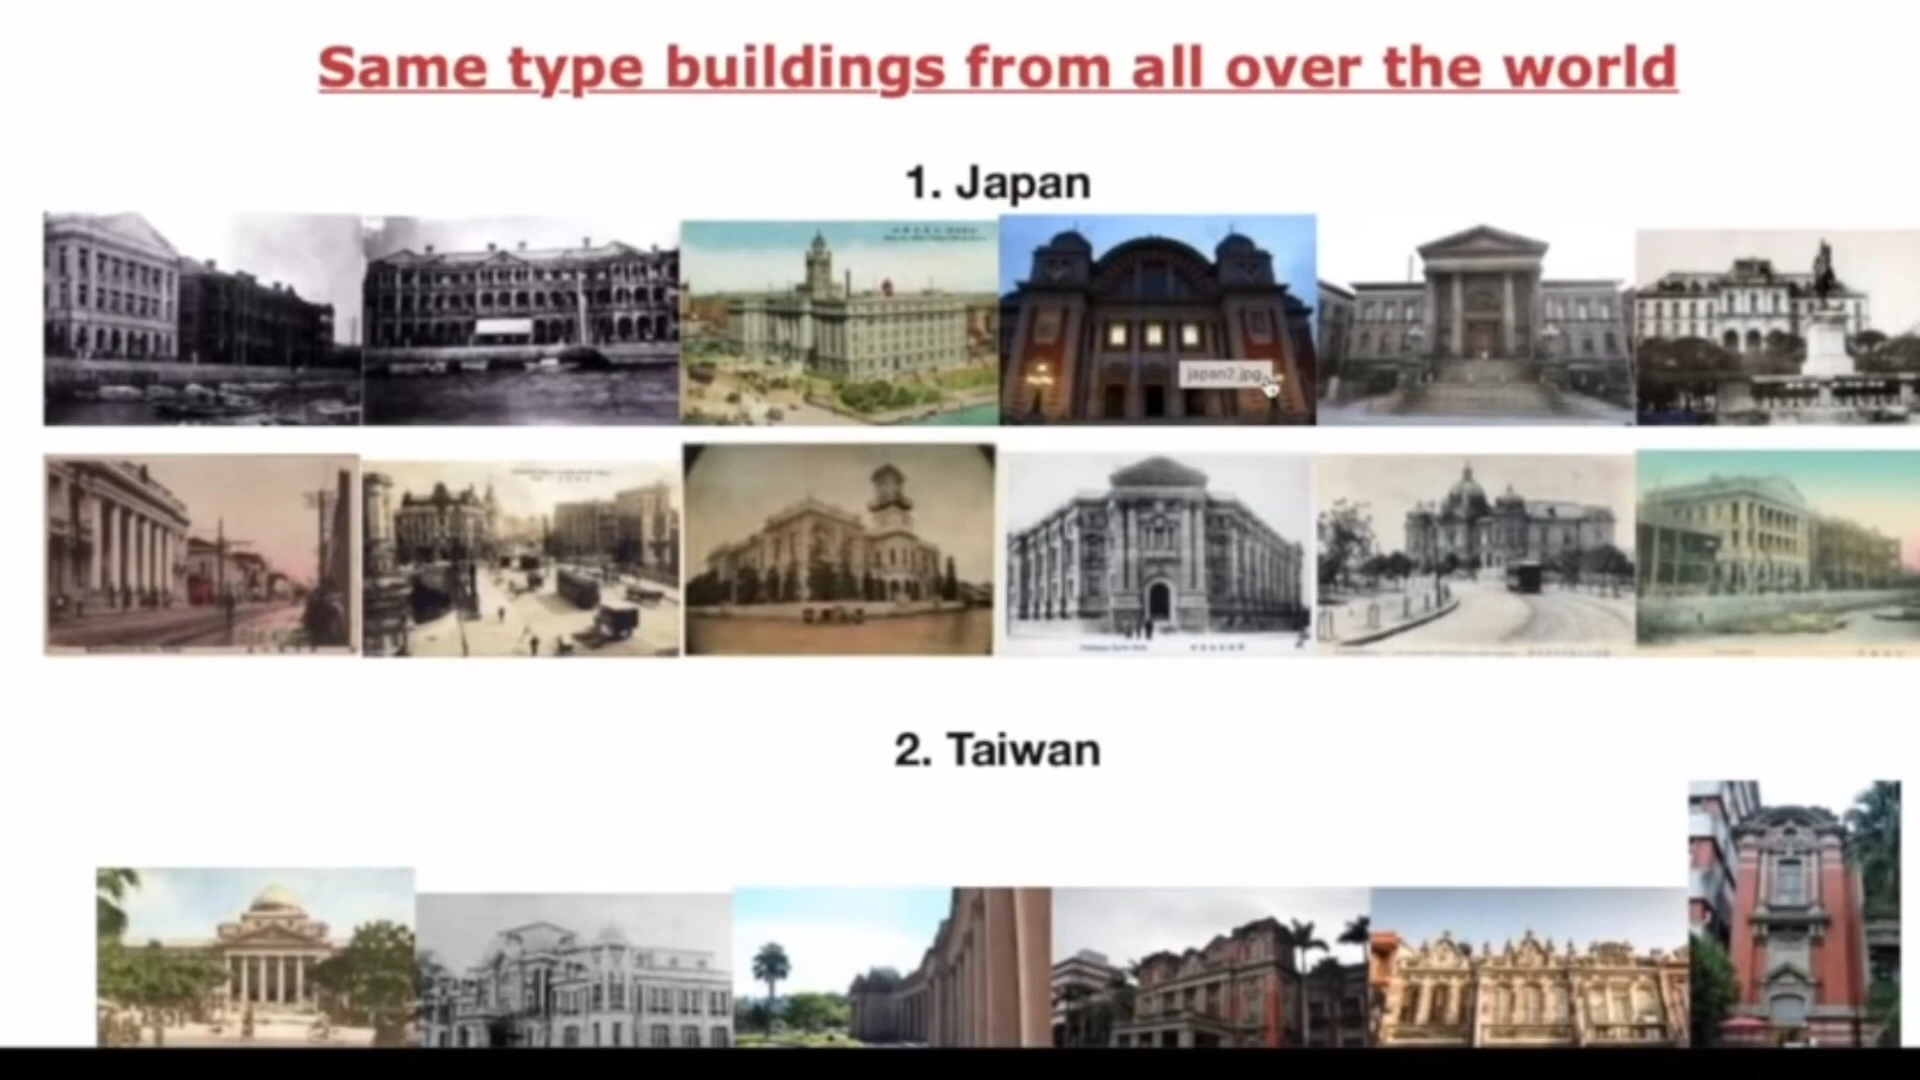 Same type buildings from all over the world
1. Japan
japan2.jpg
2. Taiwan